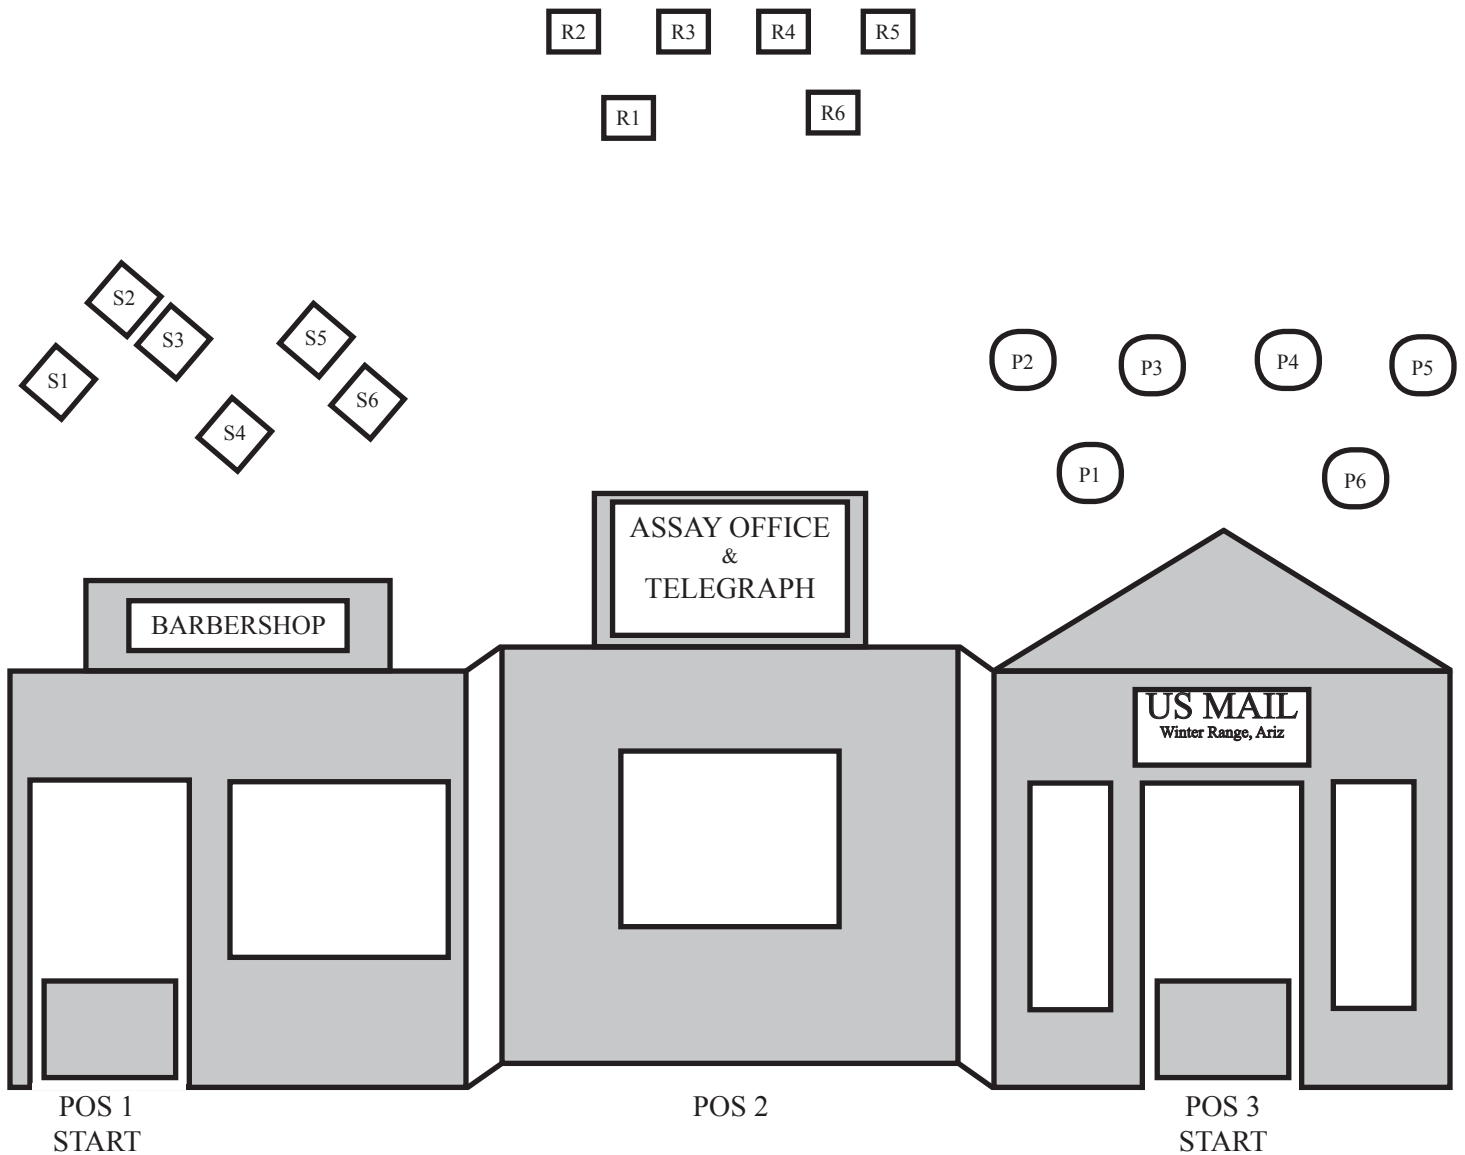 R2 R3 R4 R5
R1 R6
S2
S3 S5
S1 S6
S4
P2 P3 P4 P5
P1 P6
ASSAY OFFICE
&
TELEGRAPH
BARBERSHOP
US MAIL
Winter Range, Ariz
POS 1
START
POS 2
POS 3
START